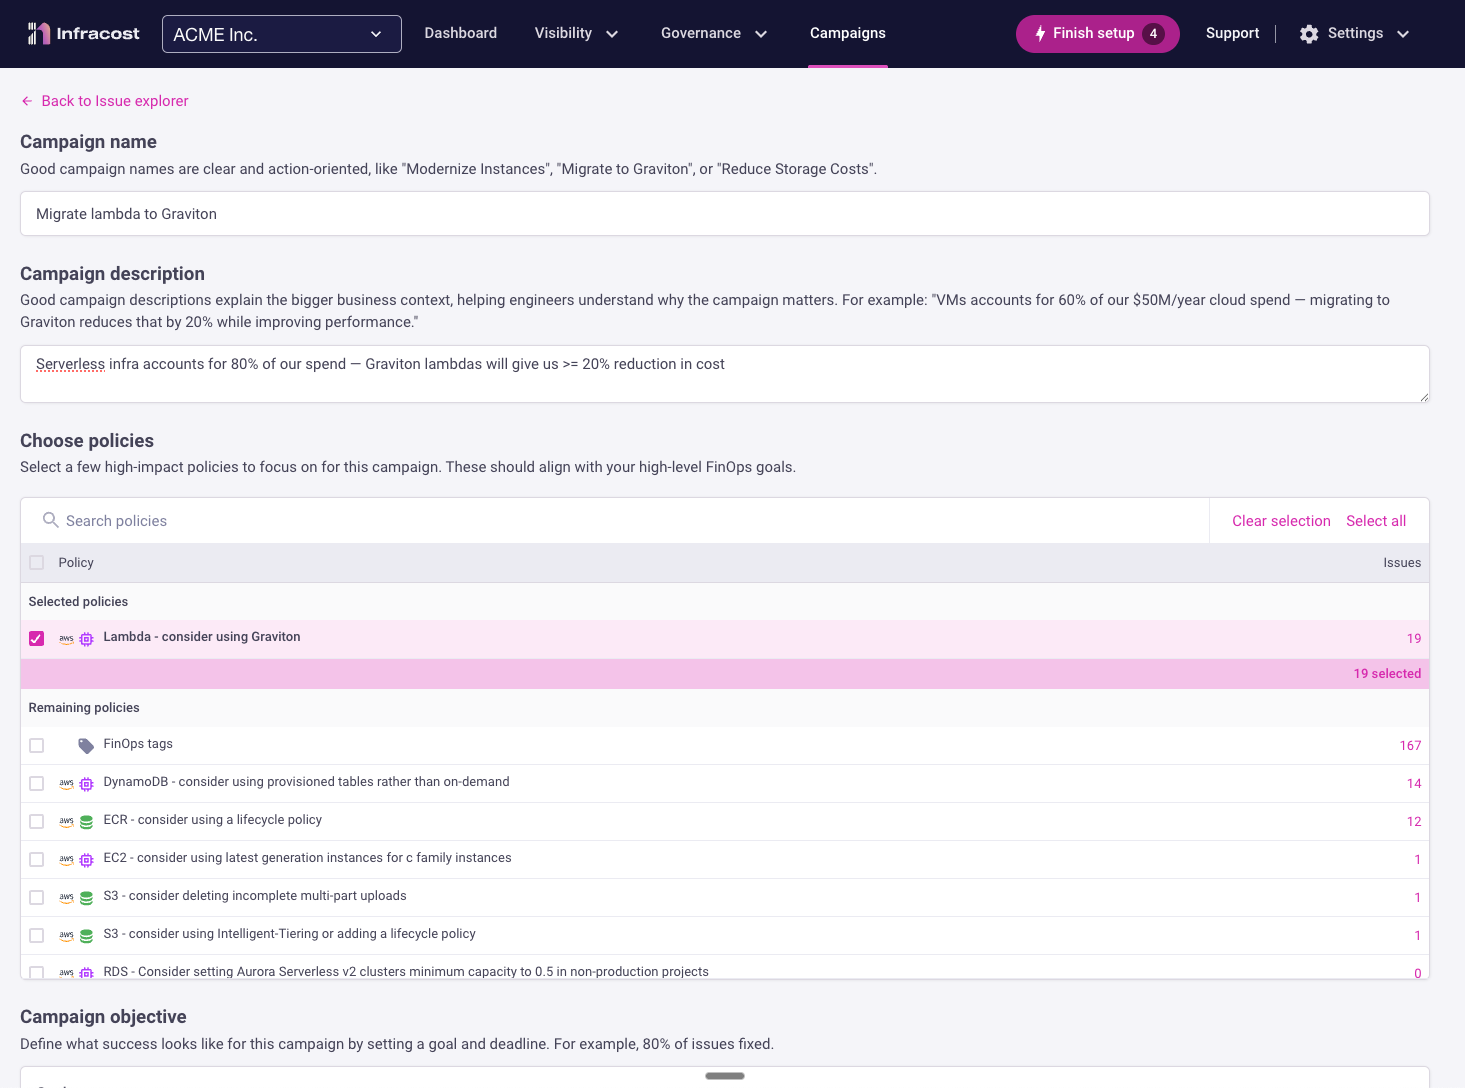 Infracost
ACME Inc.
Dashboard
Visibility
Governance
Campaigns
Finish setup 4
Support
Settings
Back to Issue explorer
Campaign name
Good campaign names are clear and action-oriented, like "Modernize Instances", "Migrate to Graviton", or "Reduce Storage Costs".
Migrate lambda to Graviton
Campaign description
Good campaign descriptions explain the bigger business context, helping engineers understand why the campaign matters. For example: "VMs accounts for 60% of our $50M/year cloud spend — migrating to
Graviton reduces that by 20% while improving performance."
Serverless infra accounts for 80% of our spend — Graviton lambdas will give us >= 20% reduction in cost
Choose policies
Select a few high-impact policies to focus on for this campaign. These should align with your high-level FinOps goals.
Search policies
Clear selection
Select all
Policy
Issues
Selected policies
aws Lambda - consider using Graviton 19
19 selected
Remaining policies
FinOps tags 167
aws DynamoDB - consider using provisioned tables rather than on-demand 14
aws ECR - consider using a lifecycle policy 12
aws EC2 - consider using latest generation instances for c family instances 1
aws S3 - consider deleting incomplete multi-part uploads 1
aws S3 - consider using Intelligent-Tiering or adding a lifecycle policy 1
aws RDS - Consider setting Aurora Serverless v2 clusters minimum capacity to 0.5 in non-production projects 0
Campaign objective
Define what success looks like for this campaign by setting a goal and deadline. For example, 80% of issues fixed.